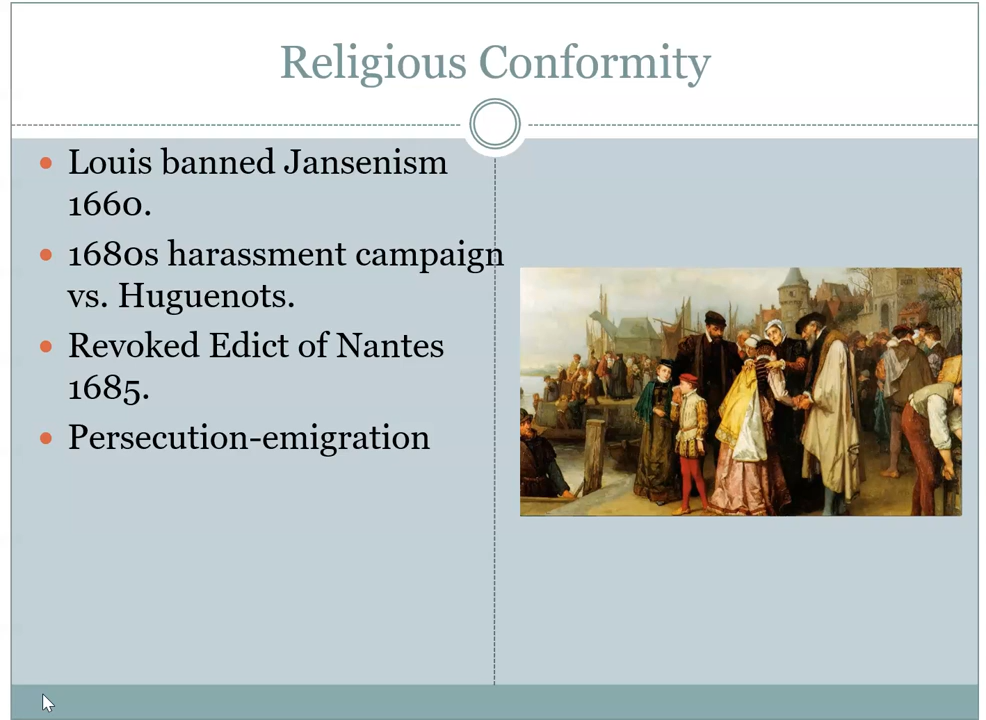 Religious Conformity
Louis banned Jansenism
1660.
1680s harassment campaign
vs. Huguenots.
Revoked Edict of Nantes
1685.
Persecution-emigration